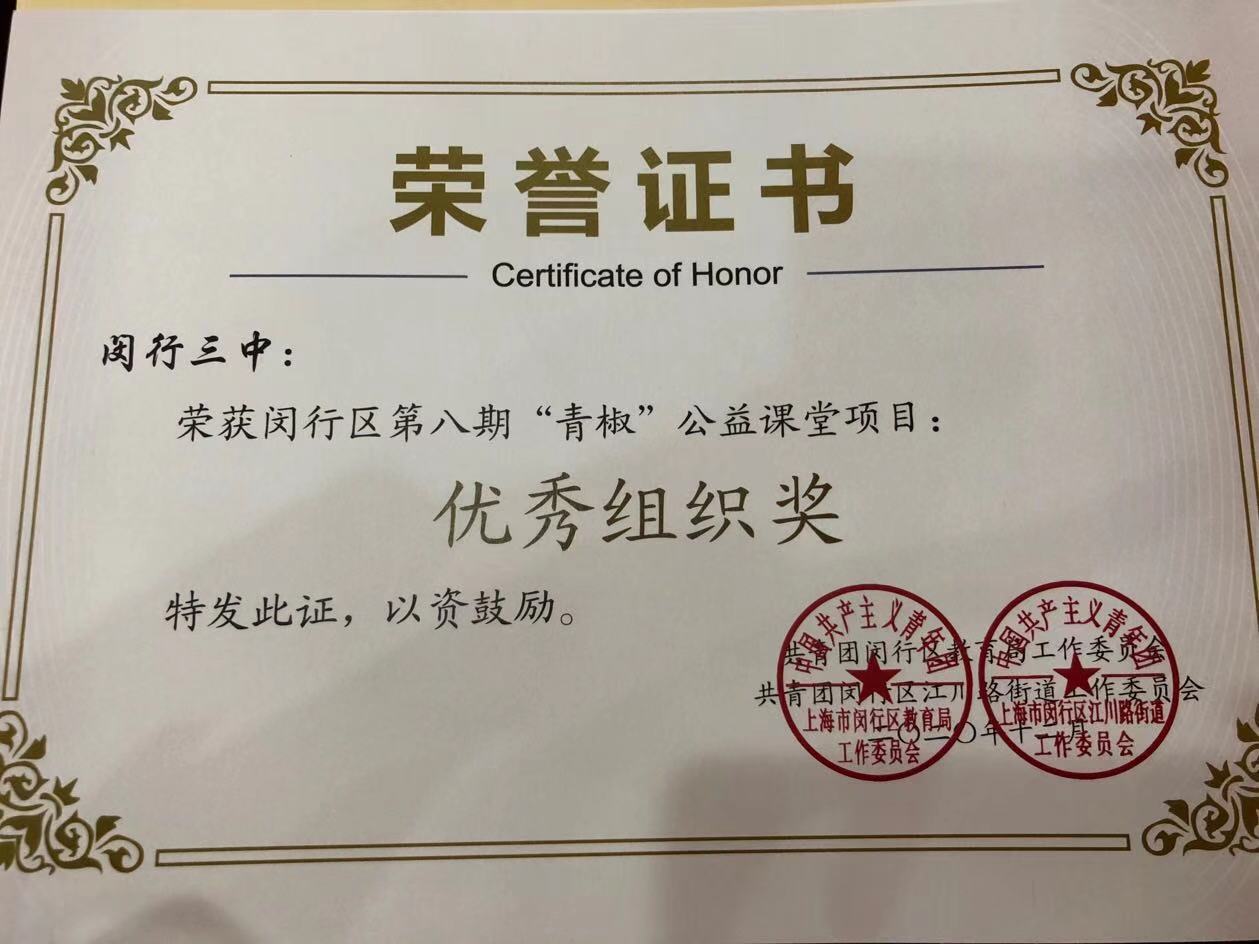 荣誉证书
Certificate of Honor
闵行三中：
荣获闵行区第八期“青椒”公益课堂项目：
优秀组织奖
特发此证，以资鼓励。
共青团闵行区教育局工作委员会
共青团闵行区江川路街道工作委员会
二〇二〇年十二月
中国共产主义青年团
上海市闵行区教育局
工作委员会
中国共产主义青年团
上海市闵行区江川路街道
工作委员会